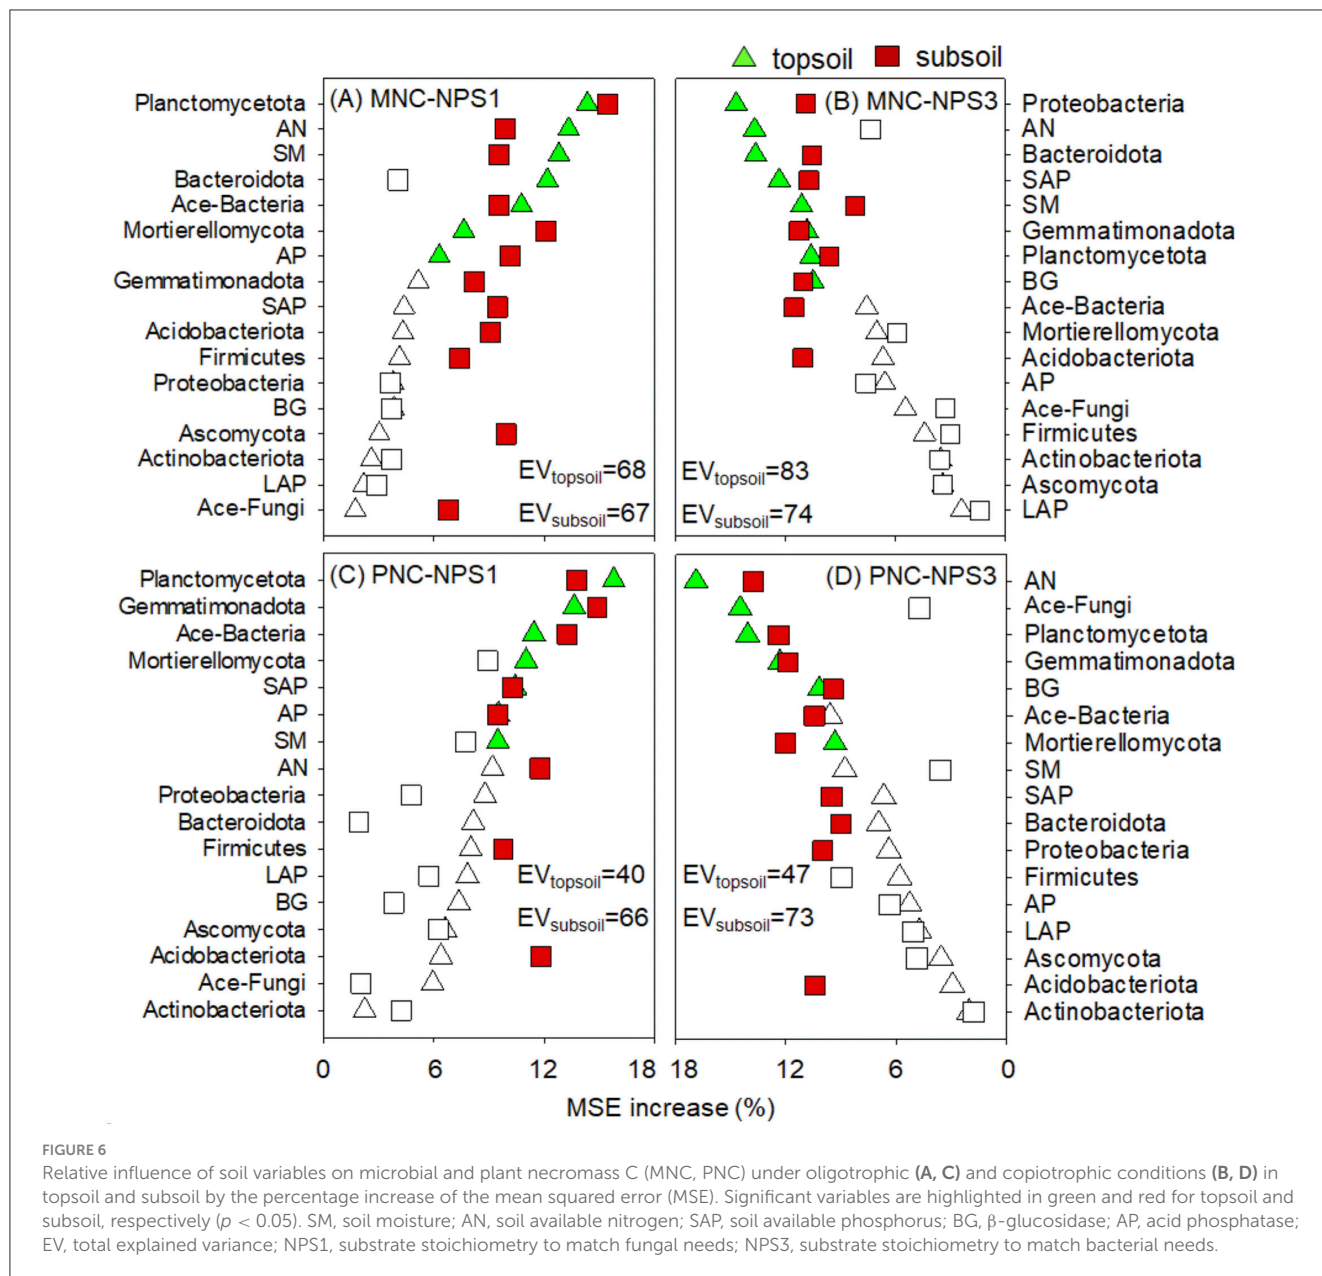 topsoil subsoil
(A) MNC-NPS1
Planctomycetota
AN
SM
Bacteroidota
Ace-Bacteria
Mortierellomycota
AP
Gemmatimonadota
SAP
Acidobacteriota
Firmicutes
Proteobacteria
BG
Ascomycota
Actinobacteriota
LAP
Ace-Fungi
EVtopsoil=68
EVsubsoil=67
(B) MNC-NPS3
Proteobacteria
AN
Bacteroidota
SAP
SM
Gemmatimonadota
Planctomycetota
BG
Ace-Bacteria
Mortierellomycota
Acidobacteriota
AP
Ace-Fungi
Firmicutes
Actinobacteriota
Ascomycota
LAP
EVtopsoil=83
EVsubsoil=74
(C) PNC-NPS1
Planctomycetota
Gemmatimonadota
Ace-Bacteria
Mortierellomycota
SAP
AP
SM
AN
Proteobacteria
Bacteroidota
Firmicutes
LAP
BG
Ascomycota
Acidobacteriota
Ace-Fungi
Actinobacteriota
EVtopsoil=40
EVsubsoil=66
(D) PNC-NPS3
AN
Ace-Fungi
Planctomycetota
Gemmatimonadota
BG
Ace-Bacteria
Mortierellomycota
SM
SAP
Bacteroidota
Proteobacteria
Firmicutes
AP
LAP
Ascomycota
Acidobacteriota
Actinobacteriota
EVtopsoil=47
EVsubsoil=73
0 6 12 18 18 12 6 0
MSE increase (%)
FIGURE 6
Relative influence of soil variables on microbial and plant necromass C (MNC, PNC) under oligotrophic (A, C) and copiotrophic conditions (B, D) in
topsoil and subsoil by the percentage increase of the mean squared error (MSE). Significant variables are highlighted in green and red for topsoil and
subsoil, respectively (p < 0.05). SM, soil moisture; AN, soil available nitrogen; SAP, soil available phosphorus; BG, β-glucosidase; AP, acid phosphatase;
EV, total explained variance; NPS1, substrate stoichiometry to match fungal needs; NPS3, substrate stoichiometry to match bacterial needs.